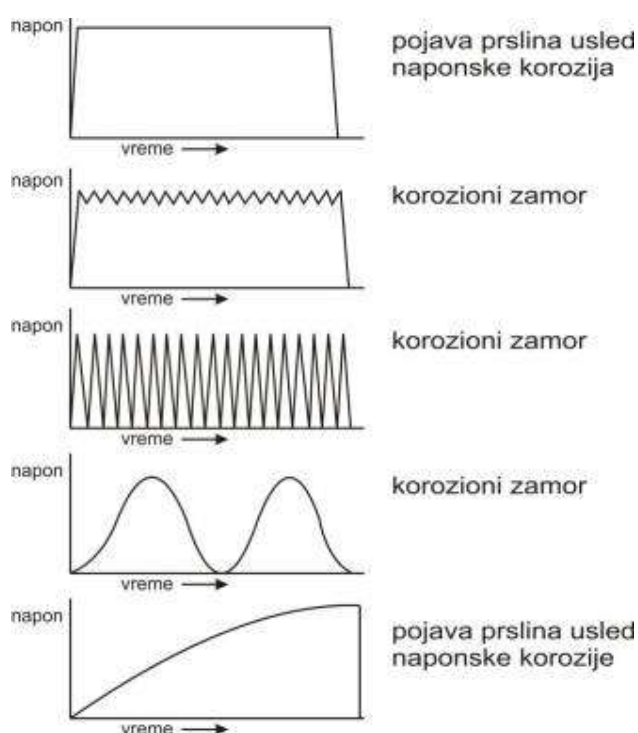 napon
pojava prslina usled
naponske korozija
vreme
napon
korozioni zamor
vreme
napon
korozioni zamor
vreme
napon
korozioni zamor
vreme
napon
pojava prslina usled
naponske korozije
vreme